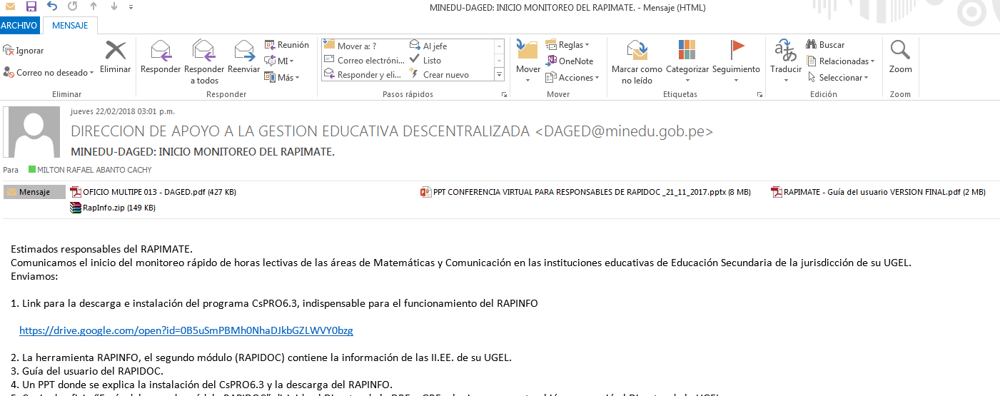 MINEDU-DAGED: INICIO MONITOREO DEL RAPIMATE. - Mensaje (HTML)
ARCHIVO MENSAJE
Ignorar
Correo no deseado
Eliminar
Eliminar
Responder
Responder a todos
Reenviar
Reunión
MI
Más
Responder
Mover a: ?
Correo electróni...
Responder y eli...
Al jefe
Listo
Crear nuevo
Pasos rápidos
Mover
Reglas
OneNote
Acciones
Mover
Marcar como no leído
Categorizar
Seguimiento
Etiquetas
Traducir
Buscar
Relacionadas
Seleccionar
Edición
Zoom
Zoom
jueves 22/02/2018 03:01 p.m.
DIRECCION DE APOYO A LA GESTION EDUCATIVA DESCENTRALIZADA <DAGED@minedu.gob.pe>
MINEDU-DAGED: INICIO MONITOREO DEL RAPIMATE.
Para MILTON RAFAEL ABANTO CACHY
Mensaje OFICIO MULTIPE 013 - DAGED.pdf (427 KB) PPT CONFERENCIA VIRTUAL PARA RESPONSABLES DE RAPIDOC _21_11_2017.pptx (8 MB) RAPIMATE - Guía del usuario VERSION FINAL.pdf (2 MB)
RapInfo.zip (149 KB)
Estimados responsables del RAPIMATE.
Comunicamos el inicio del monitoreo rápido de horas lectivas de las áreas de Matemáticas y Comunicación en las instituciones educativas de Educación Secundaria de la jurisdicción de su UGEL.
Enviamos:
1. Link para la descarga e instalación del programa CsPRO6.3, indispensable para el funcionamiento del RAPINFO
https://drive.google.com/open?id=0B5uSmPBMh0NhaDJkbGZLWVY0bzg
2. La herramienta RAPINFO, el segundo módulo (RAPIDOC) contiene la información de las II.EE. de su UGEL.
3. Guía del usuario del RAPIDOC.
4. Un PPT donde se explica la instalación del CsPRO6.3 y la descarga del RAPINFO.